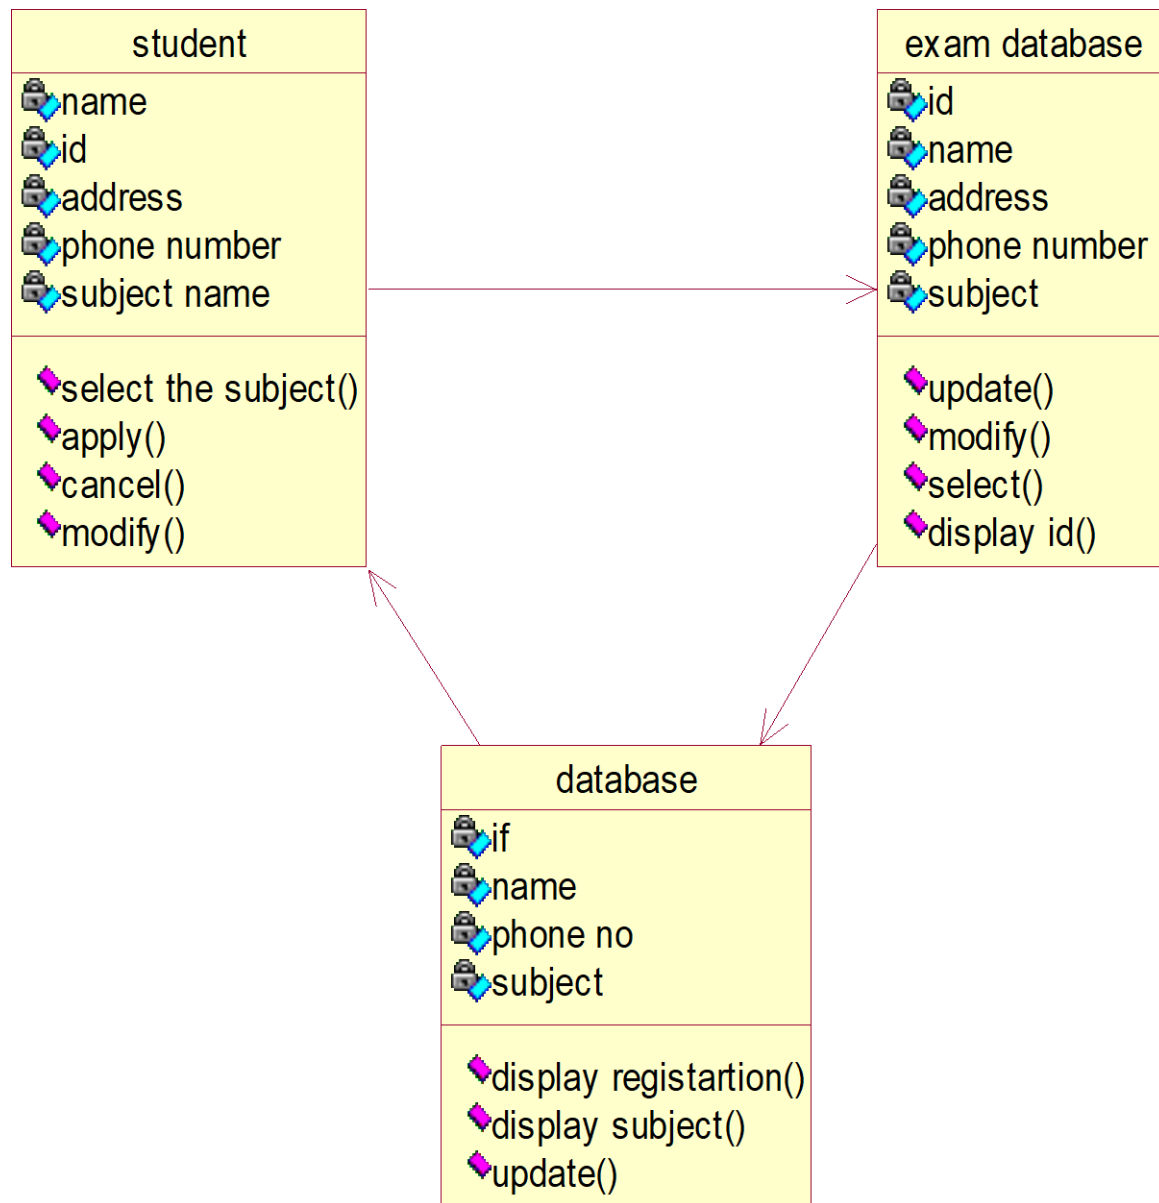 student
name
id
address
phone number
subject name
select the subject()
apply()
cancel()
modify()
exam database
id
name
address
phone number
subject
update()
modify()
select()
display id()
database
if
name
phone no
subject
display registartion()
display subject()
update()